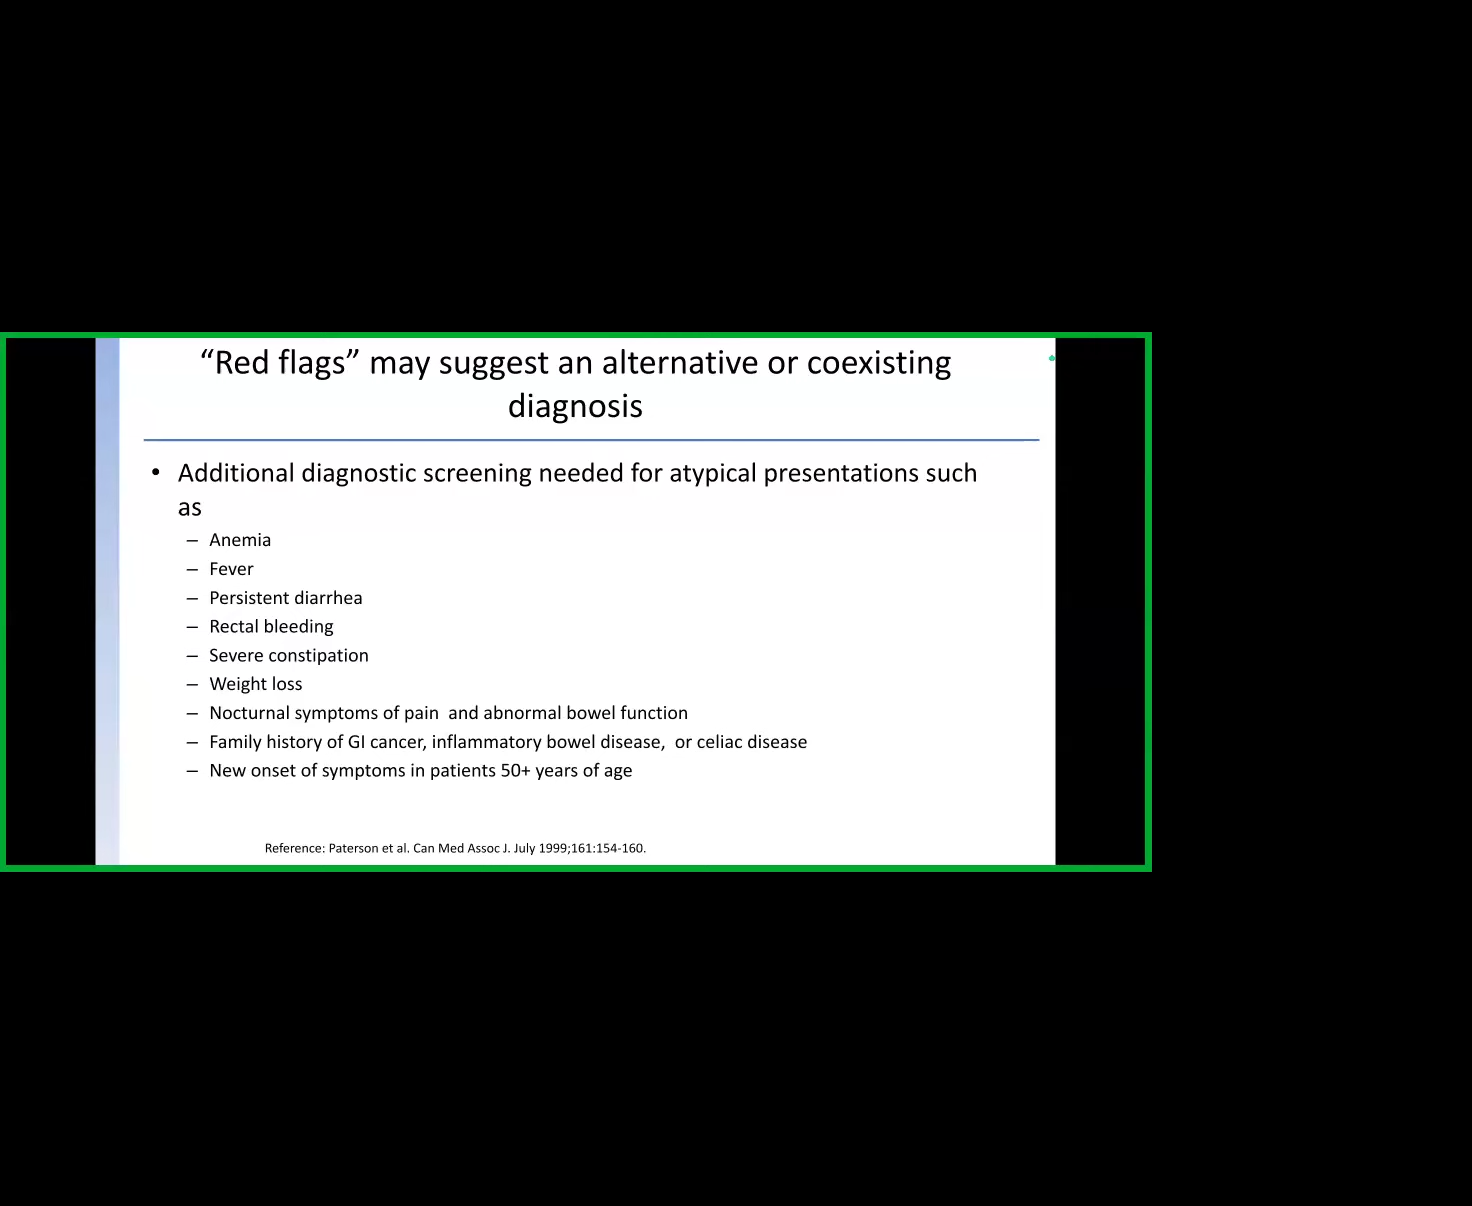 “Red flags” may suggest an alternative or coexisting
diagnosis
• Additional diagnostic screening needed for atypical presentations such
as
– Anemia
– Fever
– Persistent diarrhea
– Rectal bleeding
– Severe constipation
– Weight loss
– Nocturnal symptoms of pain  and abnormal bowel function
– Family history of GI cancer, inflammatory bowel disease,  or celiac disease
– New onset of symptoms in patients 50+ years of age
Reference: Paterson et al. Can Med Assoc J. July 1999;161:154-160.